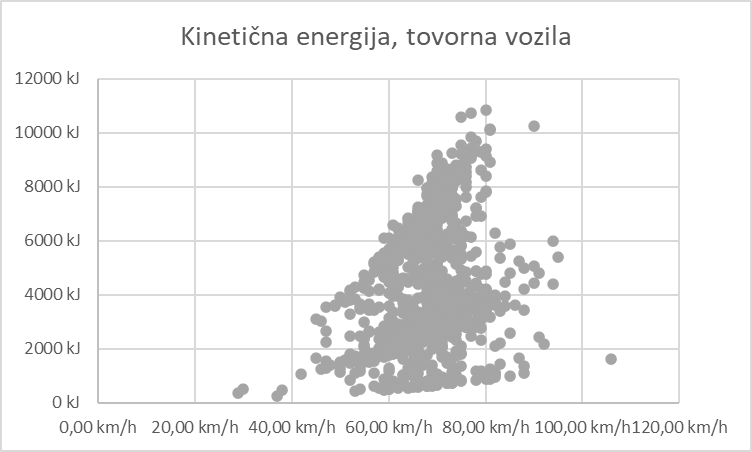 Kinetična energija, tovorna vozila
12000 kJ
10000 kJ
8000 kJ
6000 kJ
4000 kJ
2000 kJ
0 kJ
0,00 km/h 20,00 km/h 40,00 km/h 60,00 km/h 80,00 km/h 100,00 km/h 120,00 km/h